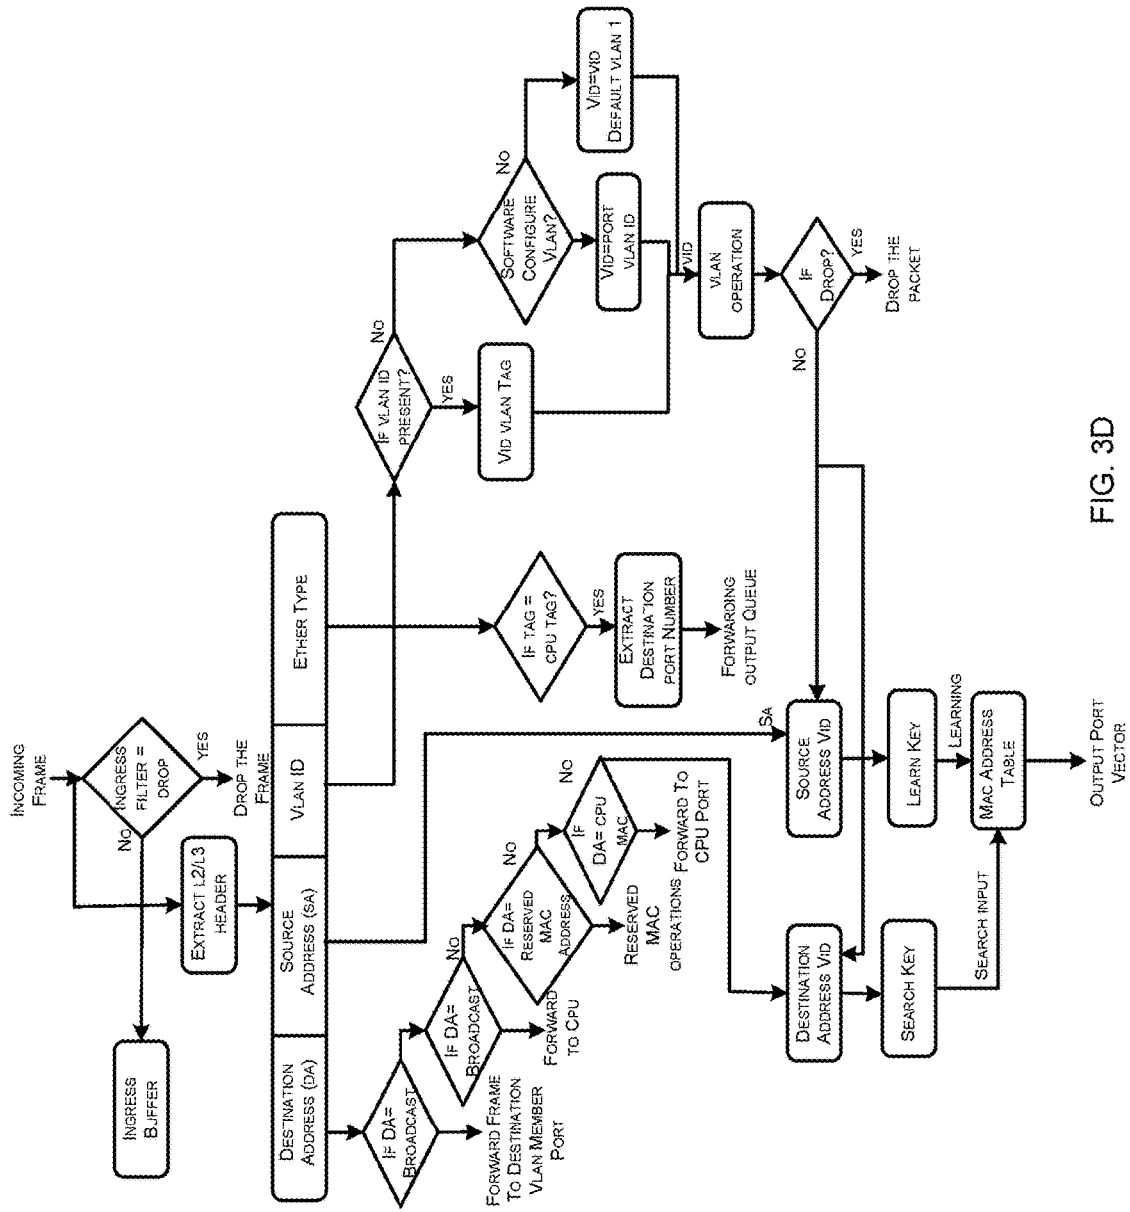 INCOMING
FRAME
INGRESS
FILTER =
DROP
YES
DROP THE
FRAME
NO
INGRESS
BUFFER
EXTRACT L2/L3
HEADER
DESTINATION
ADDRESS (DA)
SOURCE
ADDRESS (SA)
VLAN ID
ETHER TYPE
IF DA=
BROADCAST
FORWARD FRAME
TO DESTINATION
VLAN MEMBER
PORT
IF DA=
BROADCAST
NO
FORWARD
TO CPU
IF DA=
RESERVED
MAC
ADDRESS
NO
RESERVED
MAC
OPERATIONS
IF
DA= CPU
MAC
NO
FORWARD TO
CPU PORT
IF TAG =
CPU TAG?
YES
EXTRACT
DESTINATION
PORT NUMBER
FORWARDING
OUTPUT QUEUE
IF VLAN ID
PRESENT?
NO
YES
VID VLAN TAG
SOFTWARE
CONFIGURE
VLAN?
NO
VID=PORT
VLAN ID
VID=VID
DEFAULT VLAN 1
VID
VLAN
OPERATION
IF
DROP?
YES
DROP THE
PACKET
NO
SA
SOURCE
ADDRESS VID
LEARN KEY
LEARNING
MAC ADDRESS
TABLE
OUTPUT PORT
VECTOR
DESTINATION
ADDRESS VID
SEARCH KEY
SEARCH INPUT
FIG. 3D